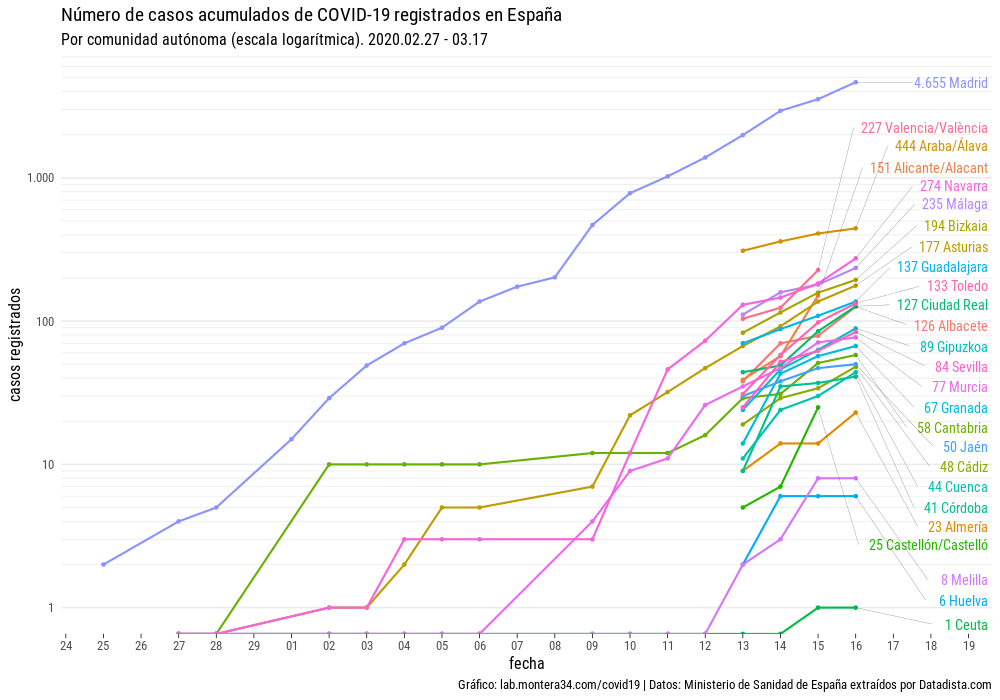 Número de casos acumulados de COVID-19 registrados en España
Por comunidad autónoma (escala logarítmica). 2020.02.27 - 03.17
4.655 Madrid
227 Valencia/València
444 Araba/Álava
151 Alicante/Alacant
274 Navarra
235 Málaga
194 Bizkaia
177 Asturias
137 Guadalajara
133 Toledo
127 Ciudad Real
126 Albacete
89 Gipuzkoa
84 Sevilla
77 Murcia
67 Granada
58 Cantabria
50 Jaén
48 Cádiz
44 Cuenca
41 Córdoba
23 Almería
25 Castellón/Castelló
8 Melilla
6 Huelva
1 Ceuta
casos registrados
1.000
100
10
1
24 25 26 27 28 29 01 02 03 04 05 06 07 08 09 10 11 12 13 14 15 16 17 18 19
fecha
Gráfico: lab.montera34.com/covid19 | Datos: Ministerio de Sanidad de España extraídos por Datadista.com